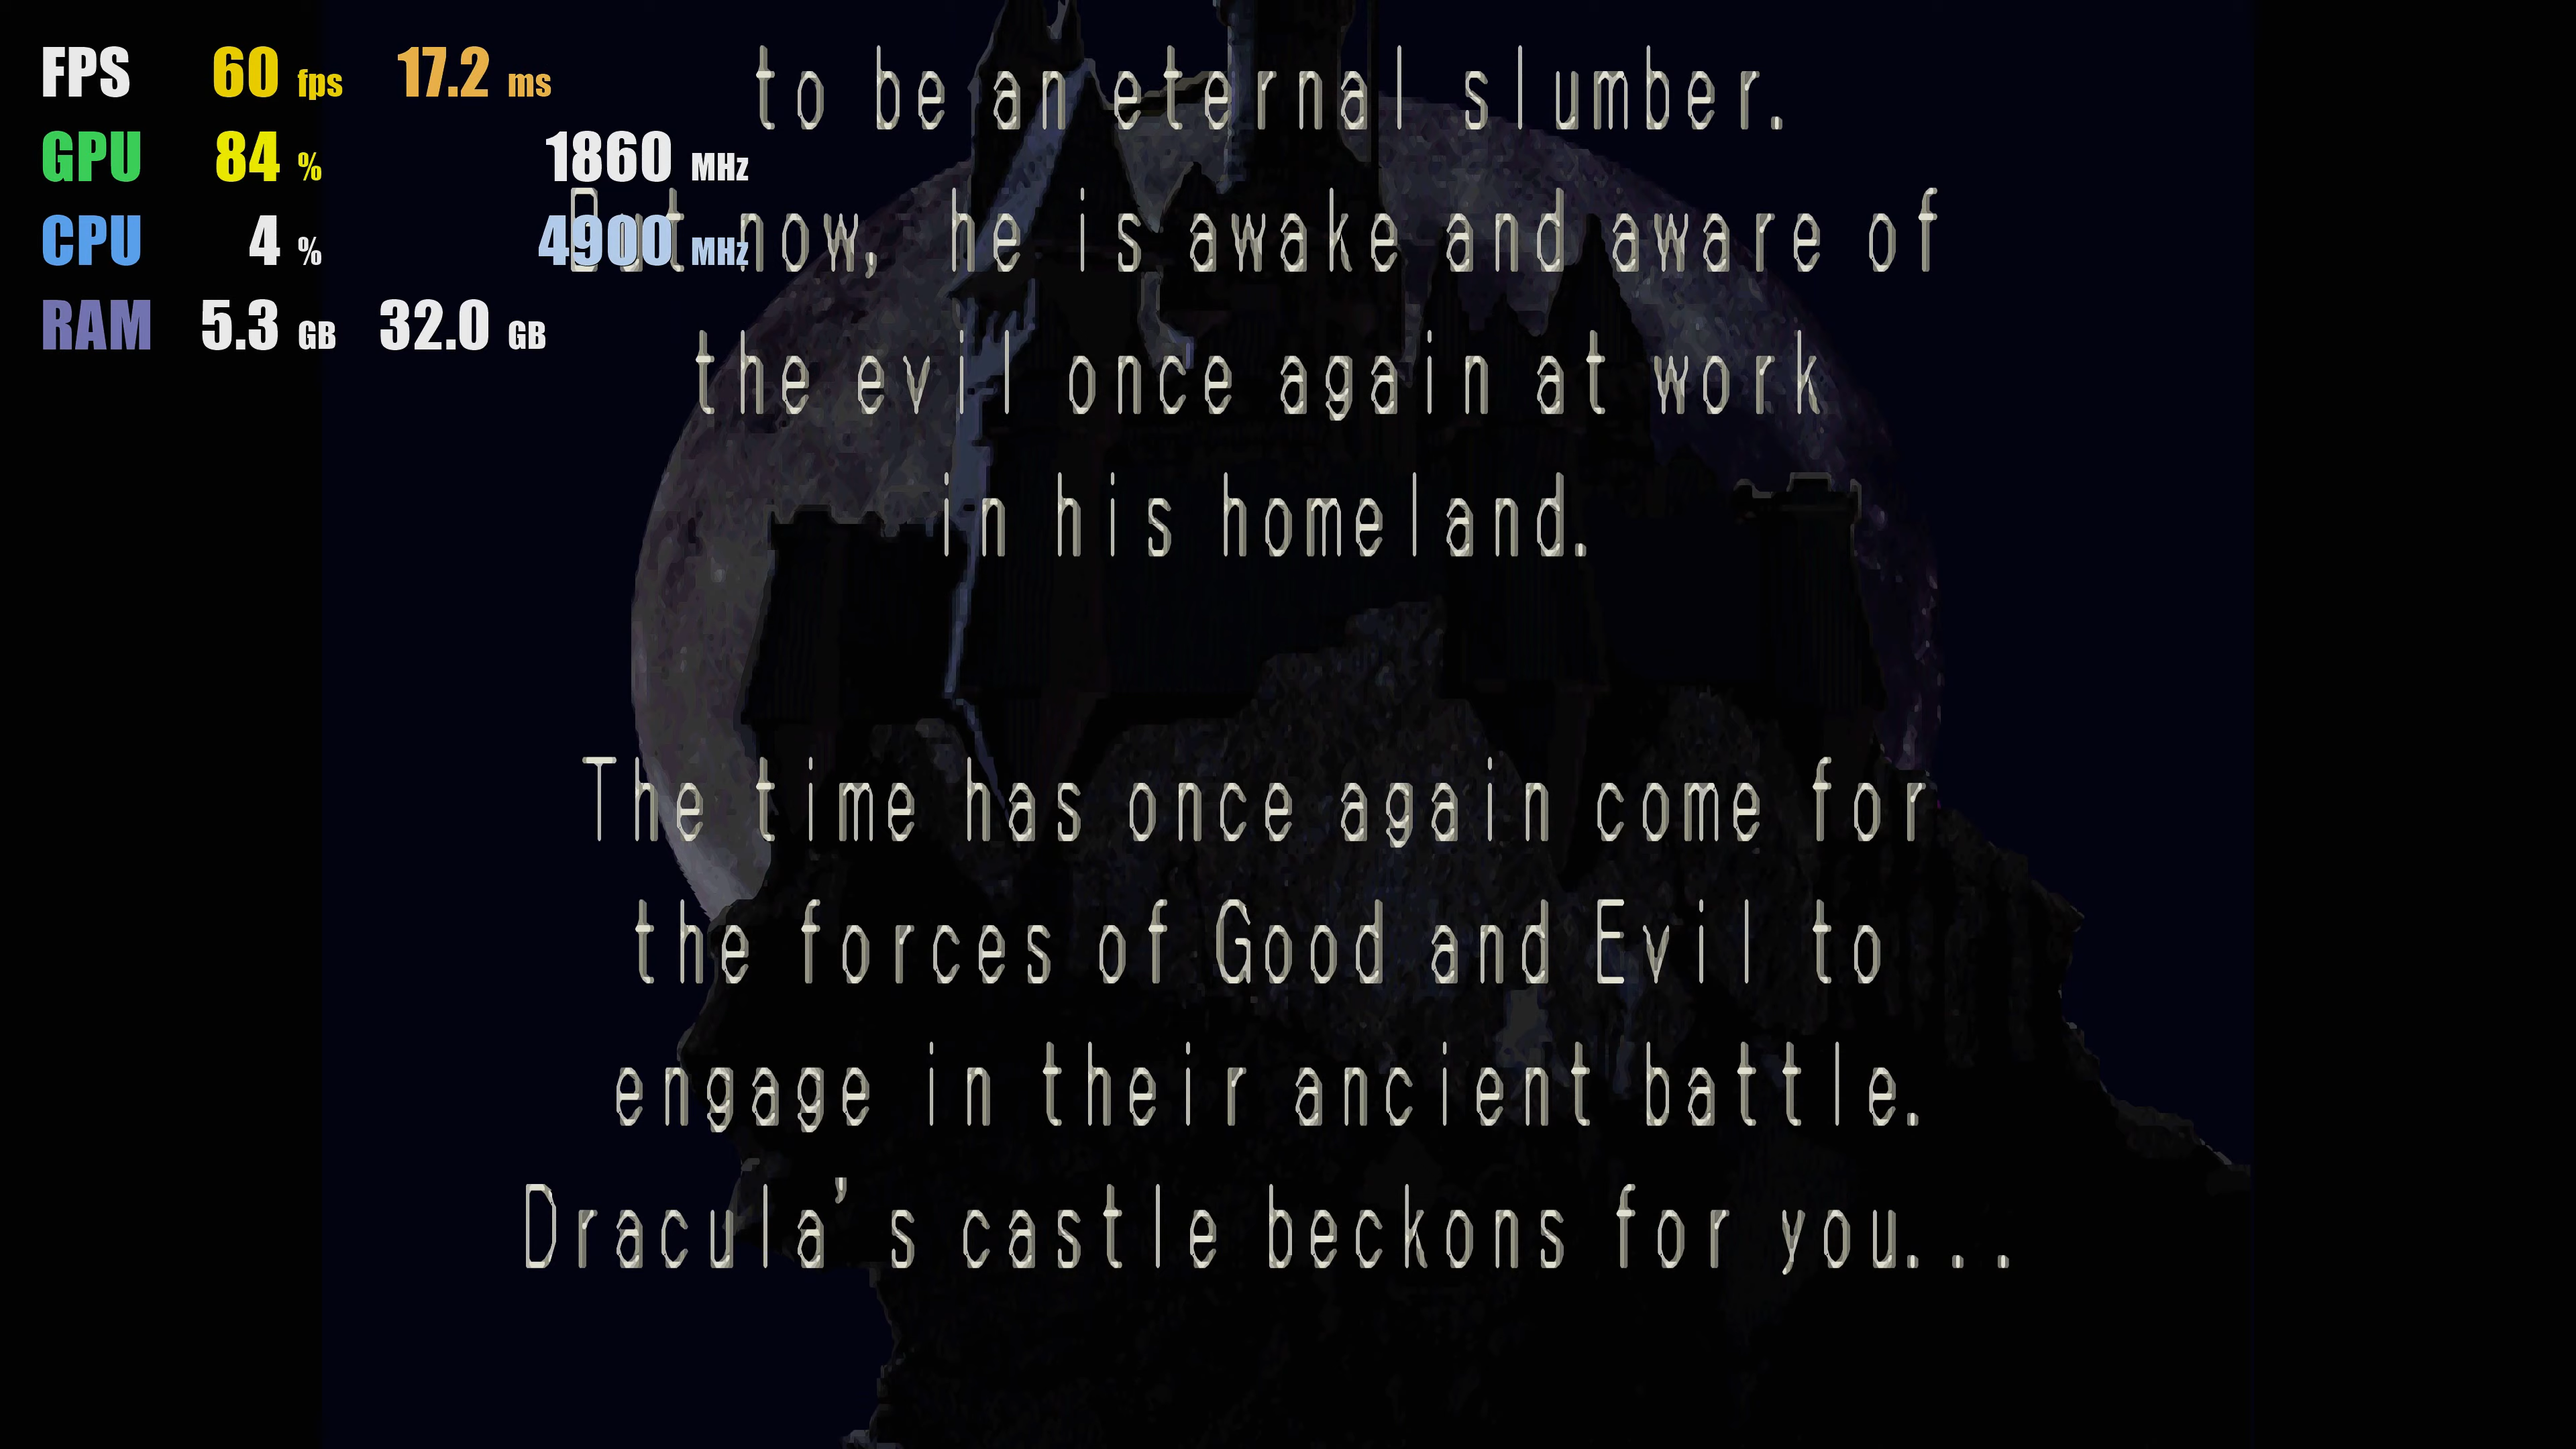 FPS 60 fps 17.2 ms
GPU 84 % 1860 MHz
CPU 4 % 4900 MHz
RAM 5.3 GB 32.0 GB
to be an eternal slumber.
But now, he is awake and aware of
the evil once again at work
in his homeland.
The time has once again come for
the forces of Good and Evil to
engage in their ancient battle.
Dracula's castle beckons for you...